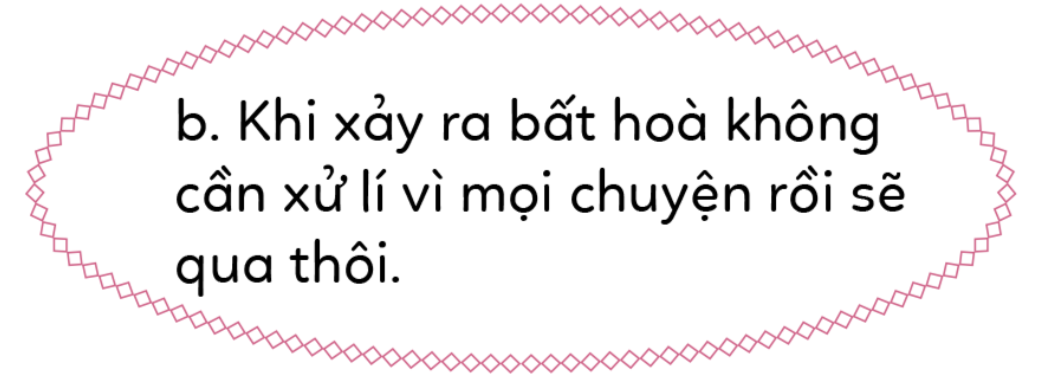 b. Khi xảy ra bất hoà không
cần xử lí vì mọi chuyện rồi sẽ
qua thôi.